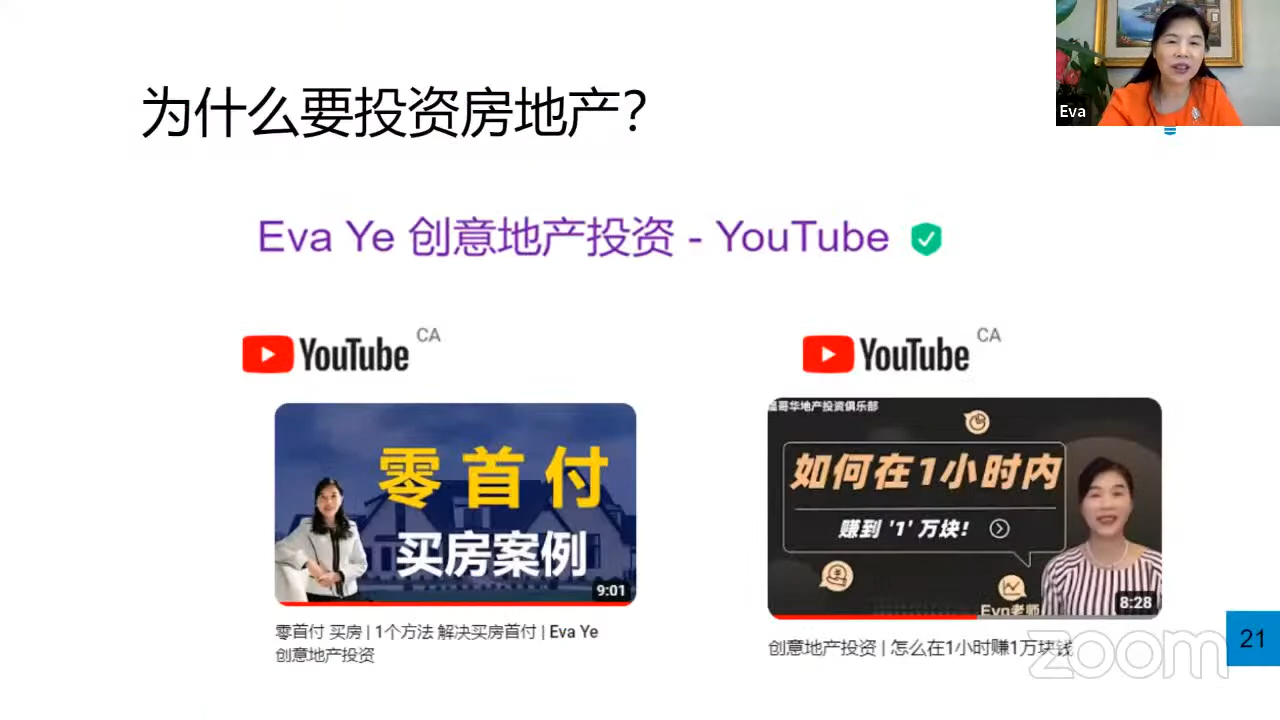 为什么要投资房地产?
Eva
Eva Ye 创意地产投资 - YouTube
YouTube CA
YouTube CA
零首付
买房案例
9:01
零首付 买房 | 1个方法 解决买房首付 | Eva Ye
创意地产投资
哥华地产投资俱乐部
如何在1小时内
赚到 '1' 万块!
Eva老师
8:28
创意地产投资 | 怎么在1小时赚1万块钱
zoom
21